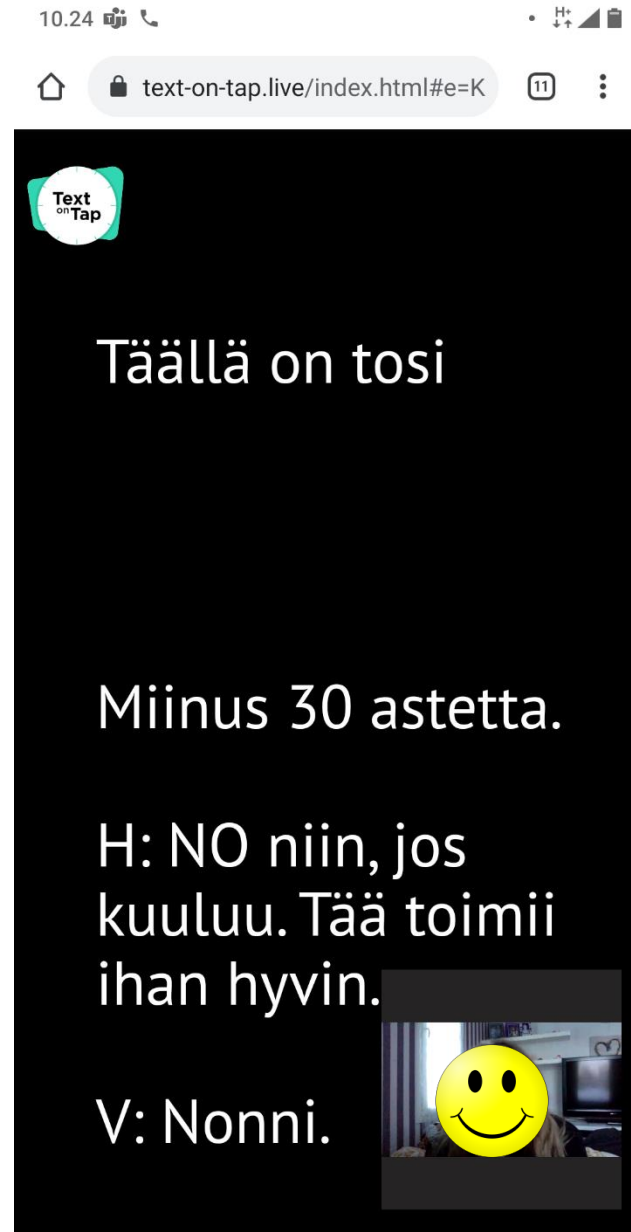 10.24
H+
text-on-tap.live/index.html#e=K
11
Text
on Tap
Täällä on tosi
Miinus 30 astetta.
H: NO niin, jos
kuuluu. Tää toimii
ihan hyvin.
V: Nonni.